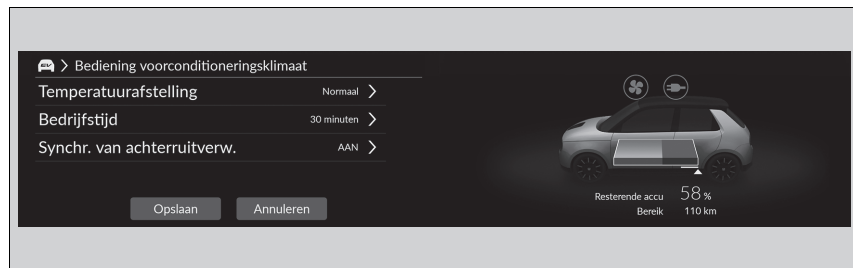 EV > Bediening voorconditioneringsklimaat
Temperatuurafstelling Normaal >
Bedrijfstijd 30 minuten >
Synchr. van achterruitverw. AAN >
Opslaan Annuleren
Resterende accu 58 %
Bereik 110 km